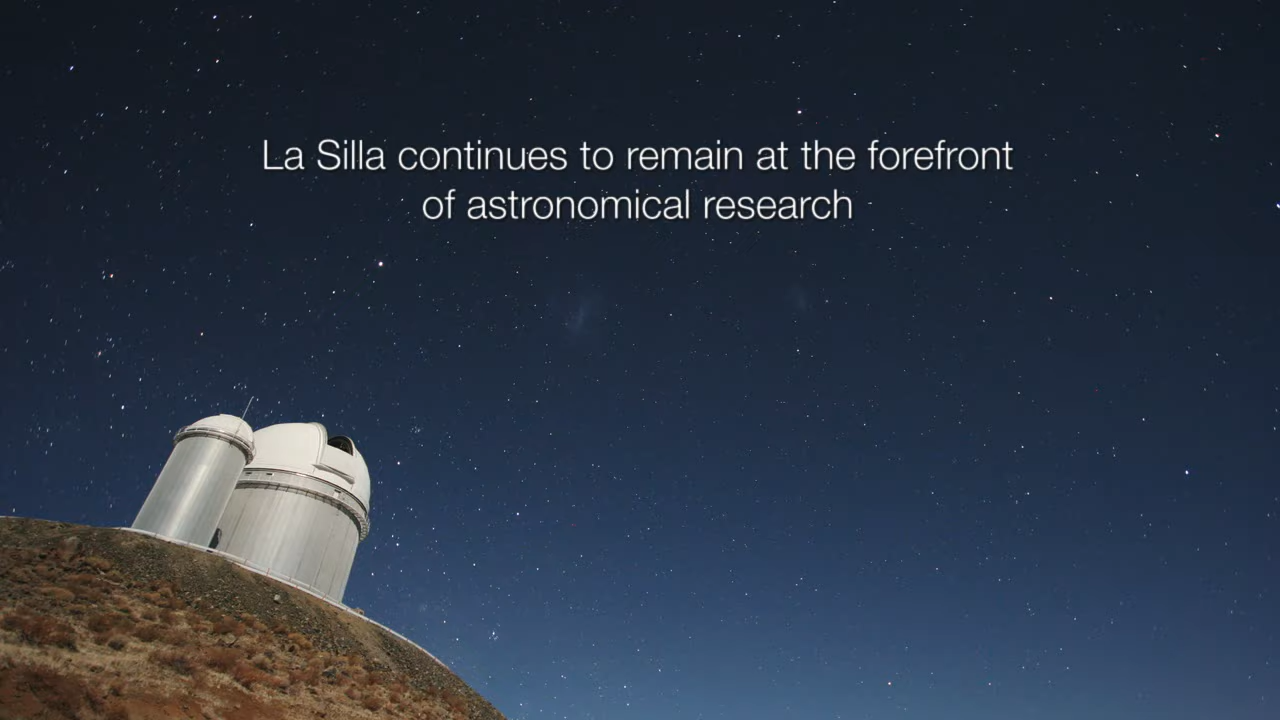 La Silla continues to remain at the forefront
of astronomical research